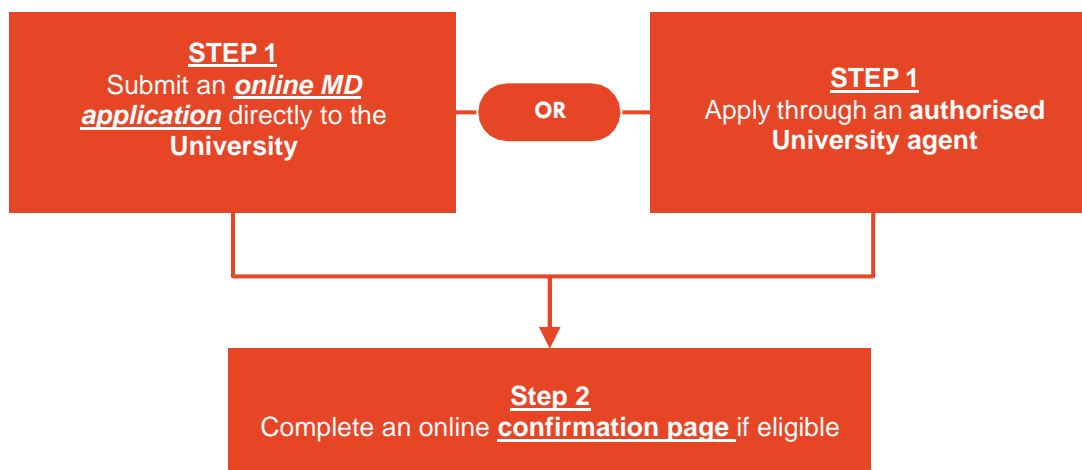 STEP 1
Submit an online MD
application directly to the
University
OR
STEP 1
Apply through an authorised
University agent
Step 2
Complete an online confirmation page if eligible